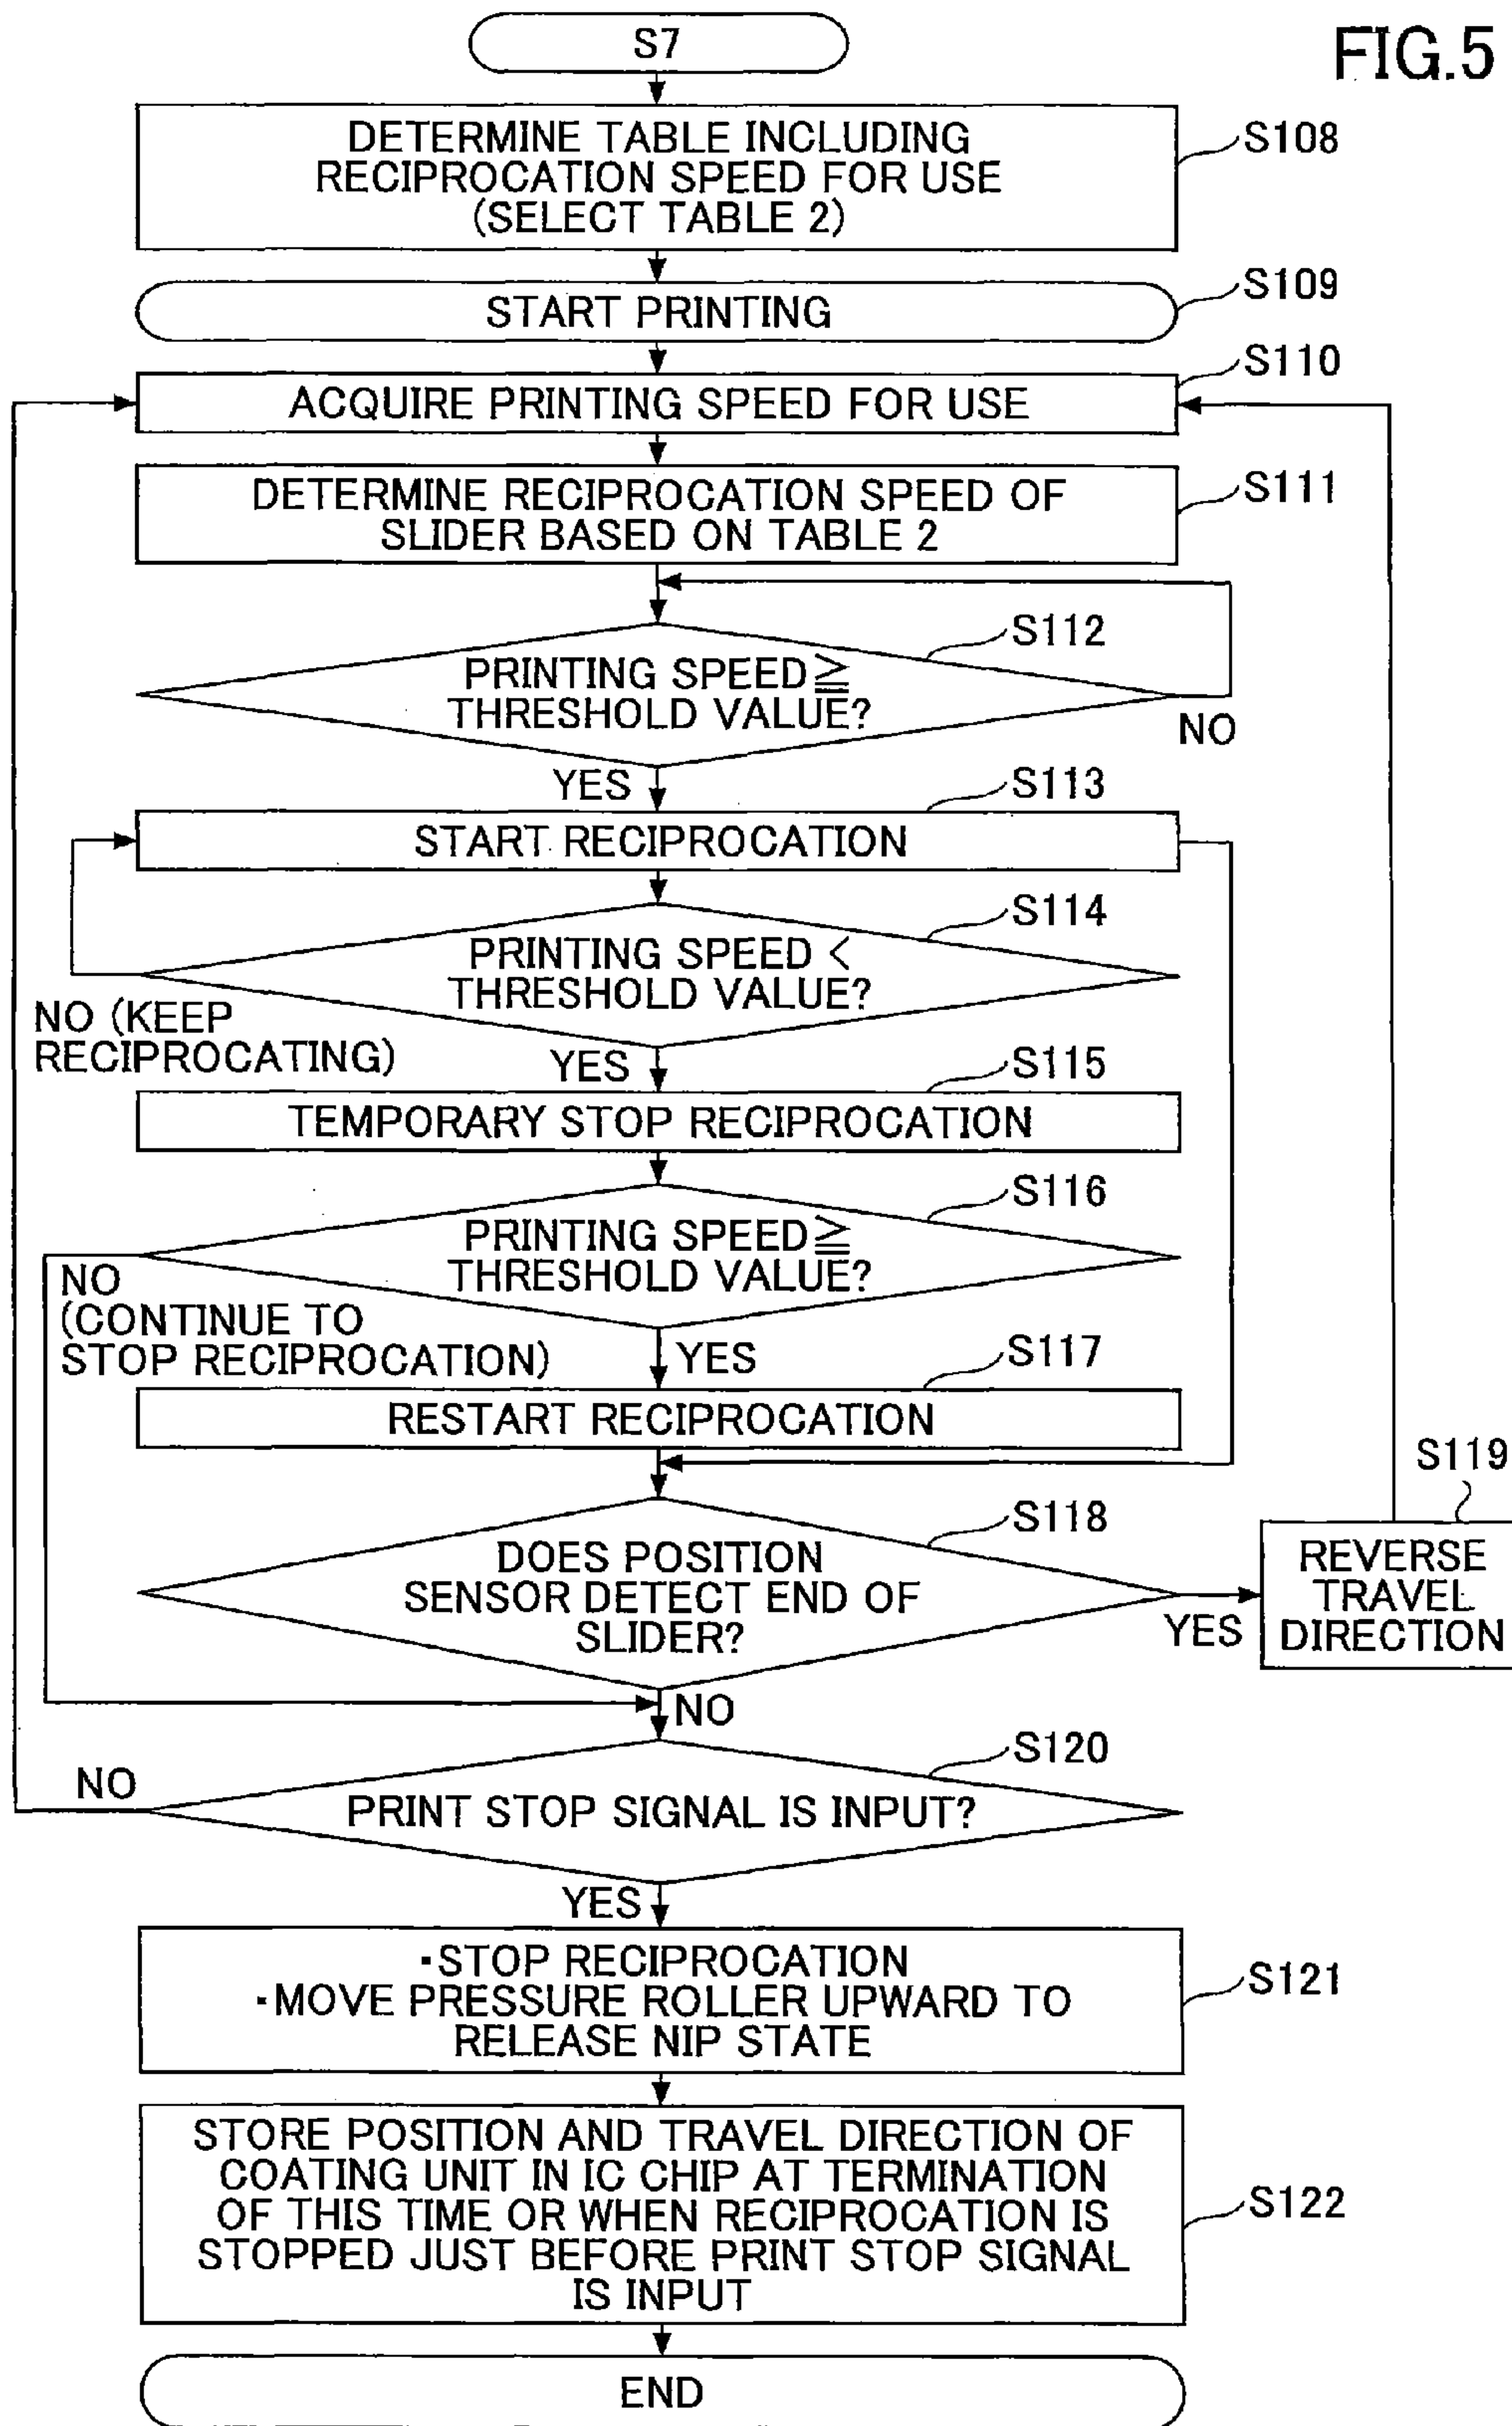 FIG.5
S7
DETERMINE TABLE INCLUDING
RECIPROCATION SPEED FOR USE
(SELECT TABLE 2)
S108
START PRINTING
S109
ACQUIRE PRINTING SPEED FOR USE
S110
DETERMINE RECIPROCATION SPEED OF
SLIDER BASED ON TABLE 2
S111
PRINTING SPEED≧
THRESHOLD VALUE?
S112
NO
YES
START RECIPROCATION
S113
PRINTING SPEED <
THRESHOLD VALUE?
S114
NO (KEEP
RECIPROCATING)
YES
TEMPORARY STOP RECIPROCATION
S115
PRINTING SPEED≧
THRESHOLD VALUE?
S116
NO
(CONTINUE TO
STOP RECIPROCATION)
YES
RESTART RECIPROCATION
S117
DOES POSITION
SENSOR DETECT END OF
SLIDER?
S118
YES
REVERSE
TRAVEL
DIRECTION
S119
NO
PRINT STOP SIGNAL IS INPUT?
S120
NO
YES
▪STOP RECIPROCATION
▪MOVE PRESSURE ROLLER UPWARD TO
RELEASE NIP STATE
S121
STORE POSITION AND TRAVEL DIRECTION OF
COATING UNIT IN IC CHIP AT TERMINATION
OF THIS TIME OR WHEN RECIPROCATION IS
STOPPED JUST BEFORE PRINT STOP SIGNAL
IS INPUT
S122
END